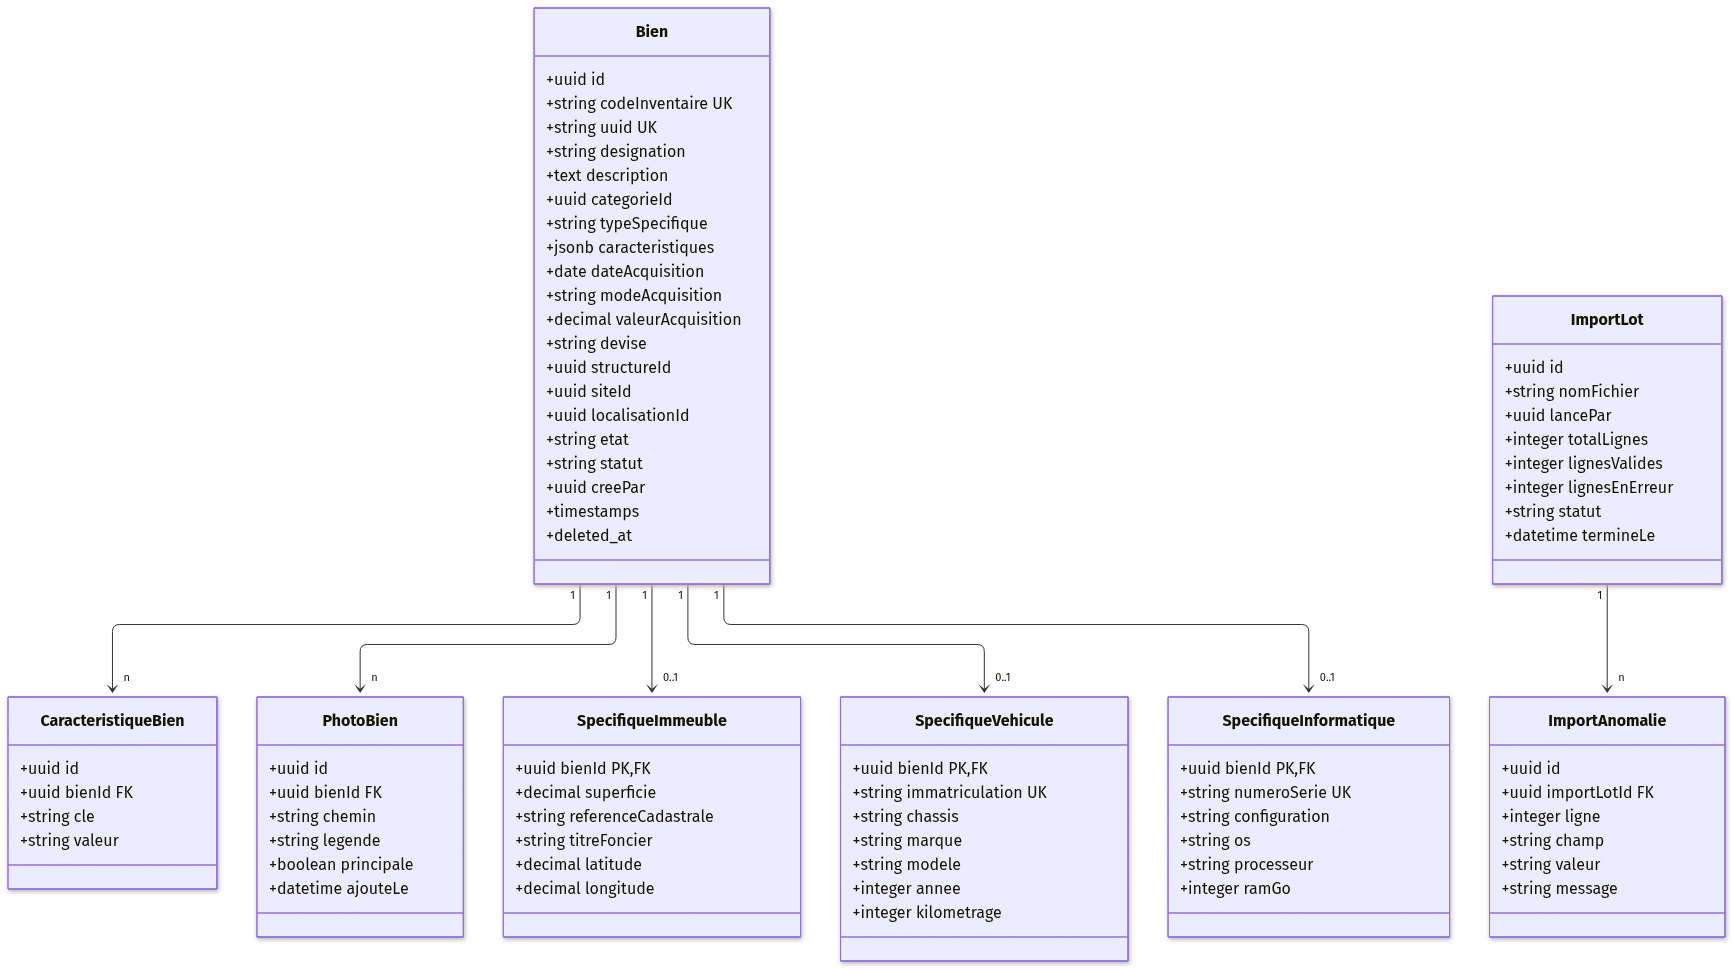 Bien
+uuid id
+string codeInventaire UK
+string uuid UK
+string designation
+text description
+uuid categorieId
+string typeSpecifique
+jsonb caracteristiques
+date dateAcquisition
+string modeAcquisition
+decimal valeurAcquisition
+string devise
+uuid structureId
+uuid siteId
+uuid localisationId
+string etat
+string statut
+uuid creePar
+timestamps
+deleted_at
ImportLot
+uuid id
+string nomFichier
+uuid lancePar
+integer totalLignes
+integer lignesValides
+integer lignesEnErreur
+string statut
+datetime termineLe
1
1
1
1
1
1
n
n
0..1
0..1
0..1
n
CaracteristiqueBien
+uuid id
+uuid bienId FK
+string cle
+string valeur
PhotoBien
+uuid id
+uuid bienId FK
+string chemin
+string legende
+boolean principale
+datetime ajouteLe
SpecifiqueImmeuble
+uuid bienId PK,FK
+decimal superficie
+string referenceCadastrale
+string titreFoncier
+decimal latitude
+decimal longitude
SpecifiqueVehicule
+uuid bienId PK,FK
+string immatriculation UK
+string chassis
+string marque
+string modele
+integer annee
+integer kilometrage
SpecifiqueInformatique
+uuid bienId PK,FK
+string numeroSerie UK
+string configuration
+string os
+string processeur
+integer ramGo
ImportAnomalie
+uuid id
+uuid importLotId FK
+integer ligne
+string champ
+string valeur
+string message